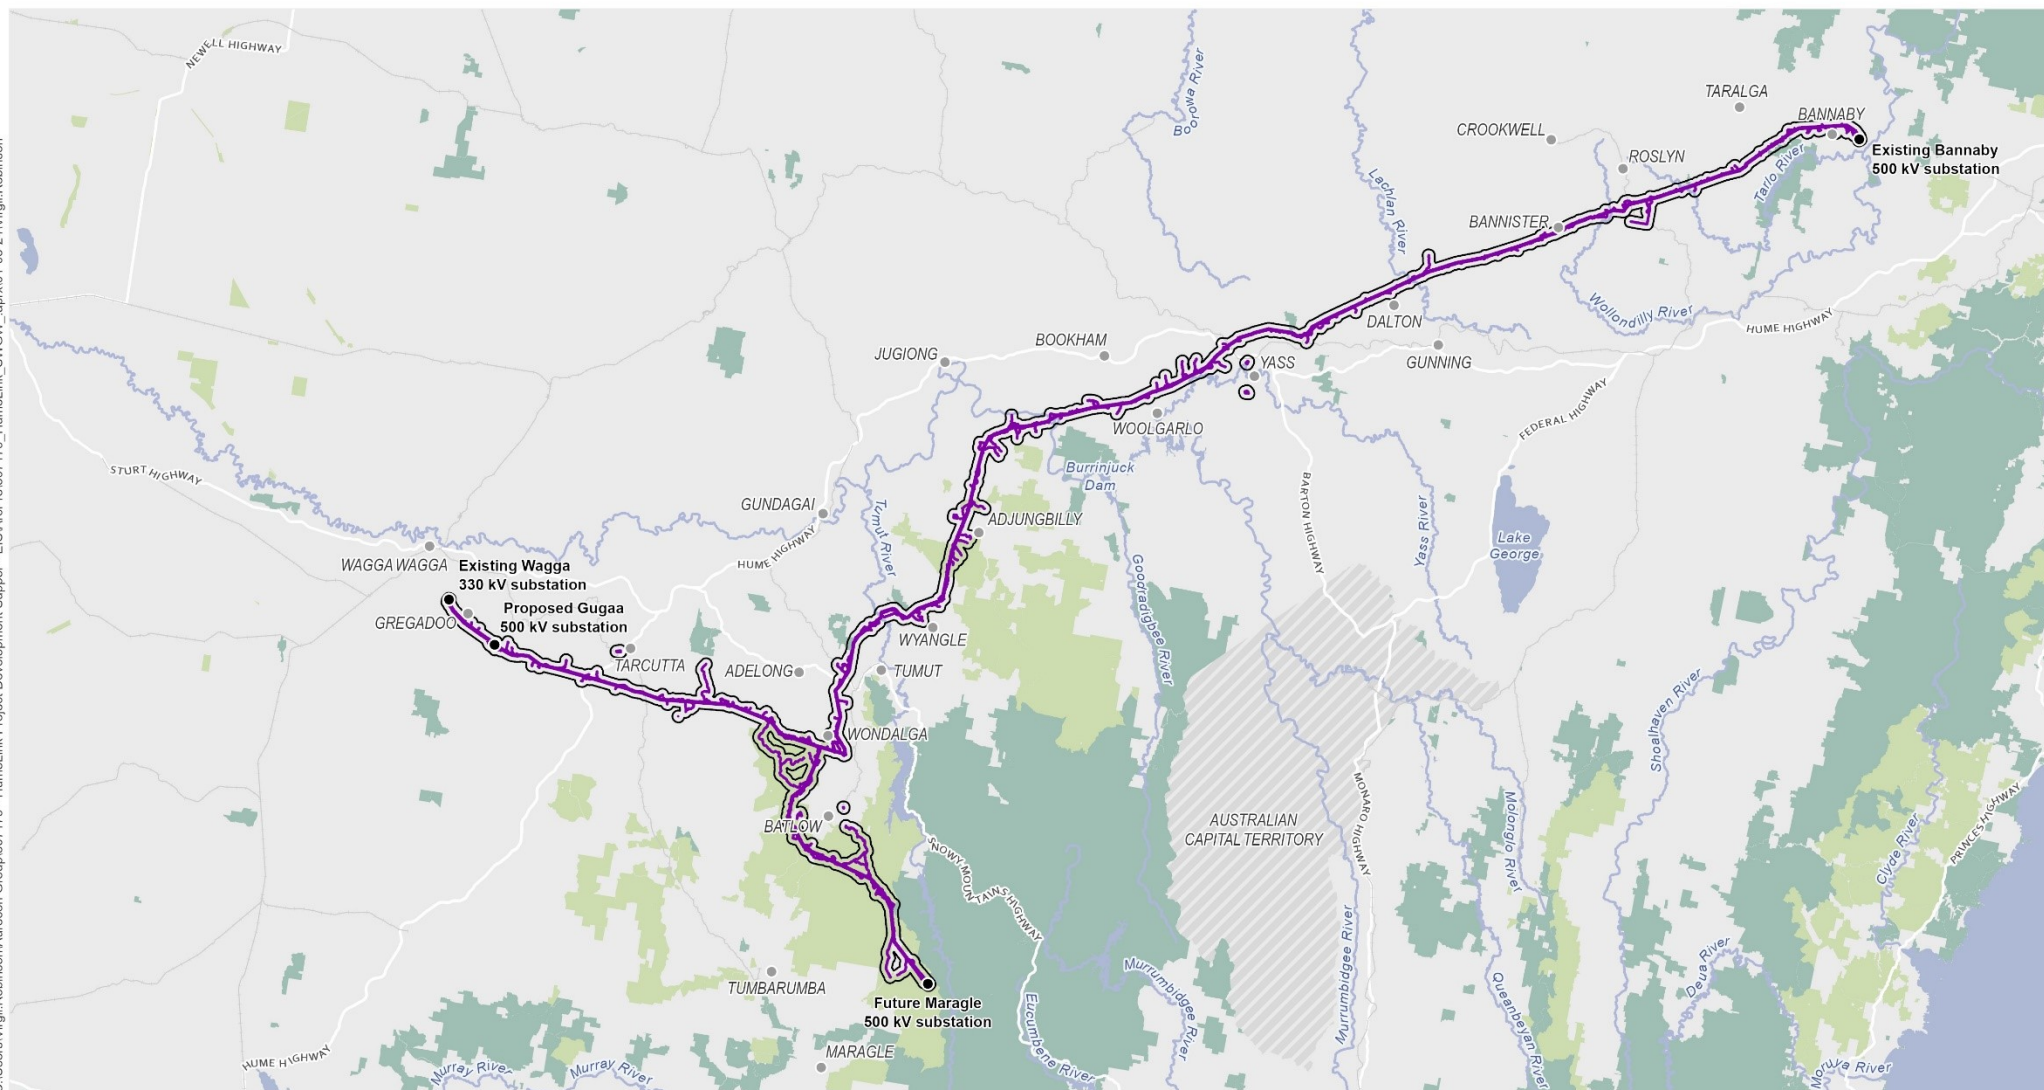 NEWELL HIGHWAY
Boorowa River
TARALGA
BANNABY
CROOKWELL
Existing Bannaby
500 kV substation
ROSLYN
Tarlo River
Lachlan River
BANNISTER
Wollondilly River
HUME HIGHWAY
DALTON
BOOKHAM
JUGIONG
YASS
GUNNING
FEDERAL HIGHWAY
WOOLGARLO
STURT HIGHWAY
Burrinjuck
Dam
BARTON HIGHWAY
GUNDAGAI
Tumut River
ADJUNGBILLY
Yass River
Lake
George
HUME HIGHWAY
WAGGA WAGGA
Existing Wagga
330 kV substation
Goodradigbee River
Proposed Gugaa
500 kV substation
GREGADOO
WYANGLE
TARCUTTA
ADELONG
TUMUT
Shoalhaven River
WONDALGA
MONARO HIGHWAY
Molonglo River
AUSTRALIAN
CAPITAL TERRITORY
BATLOW
SNOWY MOUNTAINS HIGHWAY
Clyde River
PRINCES HIGHWAY
Murrumbidgee River
Murrumbidgee River
Deua River
TUMBARUMBA
Queanbeyan River
Future Maragle
500 kV substation
Eucumbene River
HUME HIGHWAY
MARAGLE
Murray River
Murray River
Moruya River